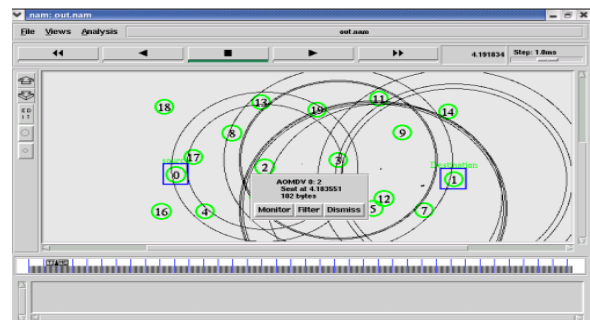 nam: out.nam
File Views Analysis out.nam
4.191834 Step: 1.0ms
18
13
19
11
14
8
9
17
3
2
0
Destination
1
AOMDV 0: 2
Sent at 4.183551
182 bytes
Monitor Filter Dismiss
16
4
5
12
7